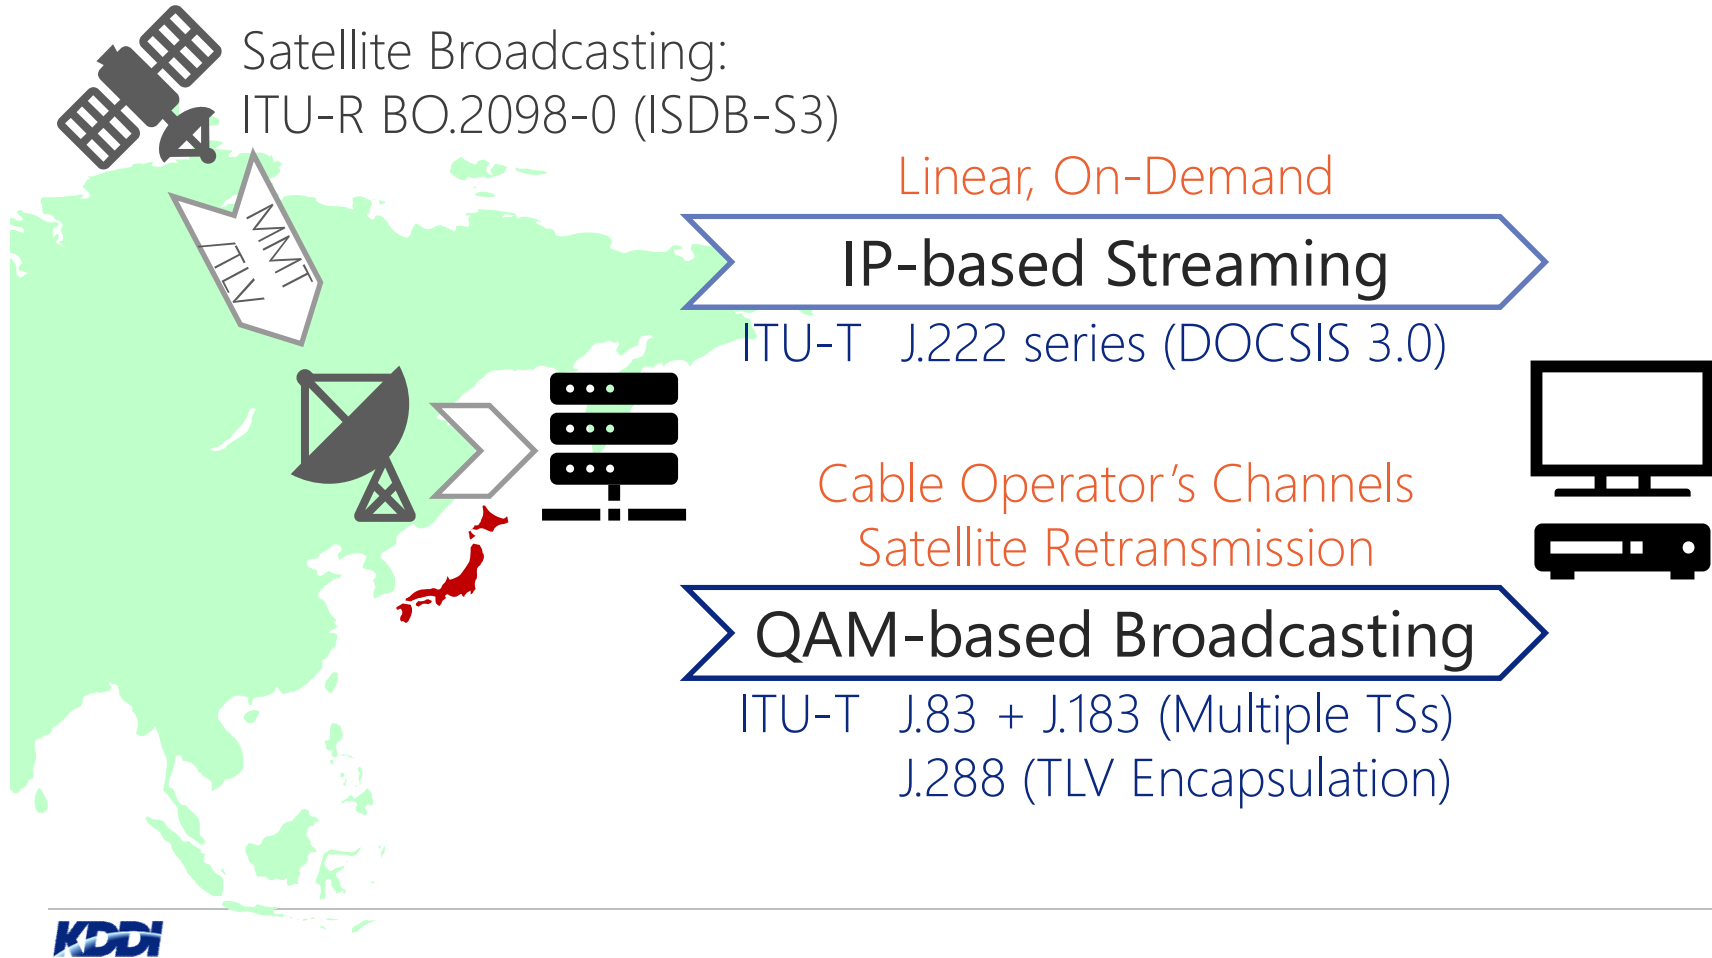 Satellite Broadcasting:
ITU-R BO.2098-0 (ISDB-S3)
MMT
/TLV
Linear, On-Demand
IP-based Streaming
ITU-T J.222 series (DOCSIS 3.0)
Cable Operator's Channels
Satellite Retransmission
QAM-based Broadcasting
ITU-T J.83 + J.183 (Multiple TSs)
J.288 (TLV Encapsulation)
KDDI